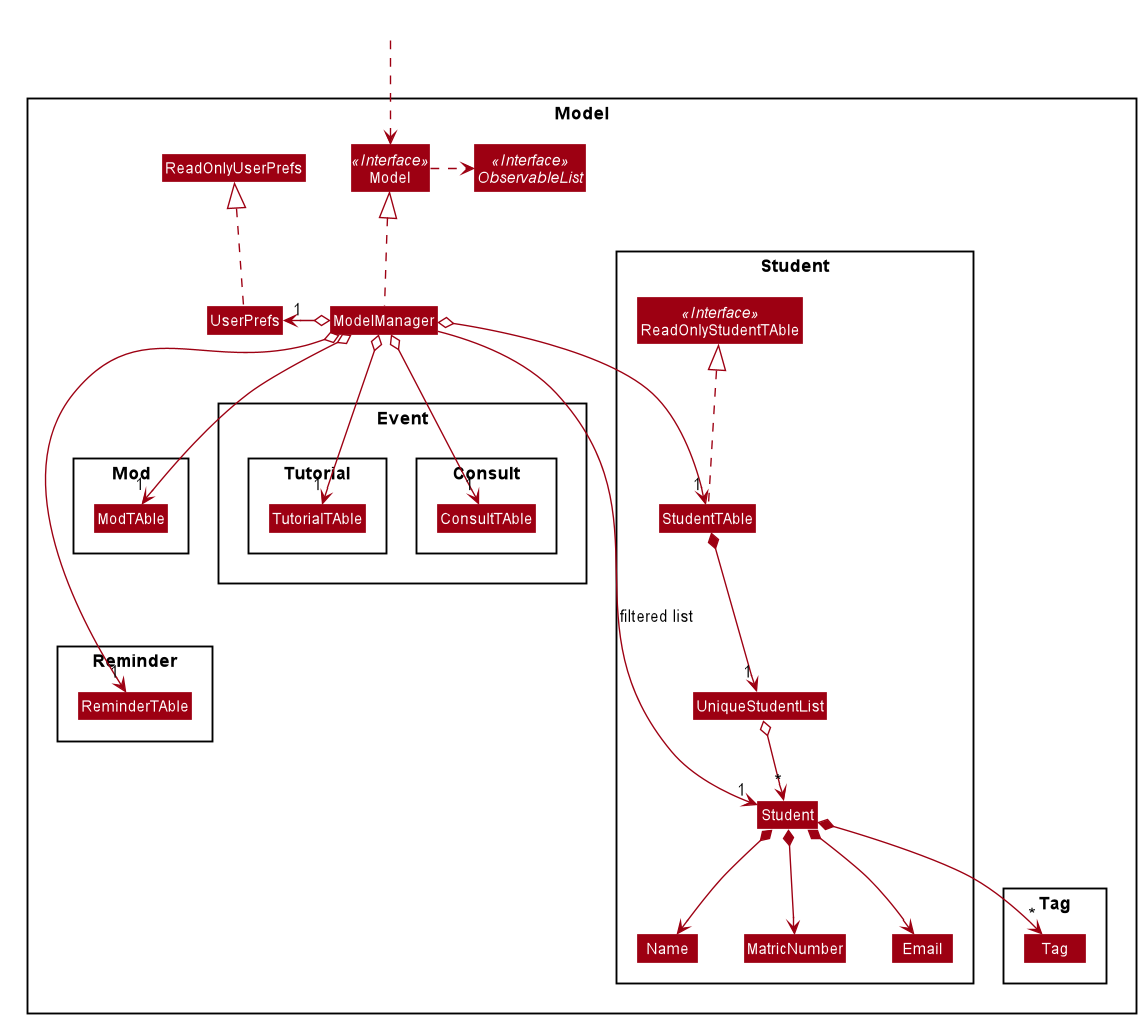 Model
ReadOnlyUserPrefs
«Interface»
Model
«Interface»
ObservableList
Student
«Interface»
ReadOnlyStudentTAble
UserPrefs
1
ModelManager
Event
Mod
1
ModTAble
Tutorial
1
TutorialTAble
Consult
1
ConsultTAble
1
StudentTAble
filtered list
Reminder
1
ReminderTAble
1
UniqueStudentList
*
1
Student
Name
MatricNumber
Email
Tag
*
Tag